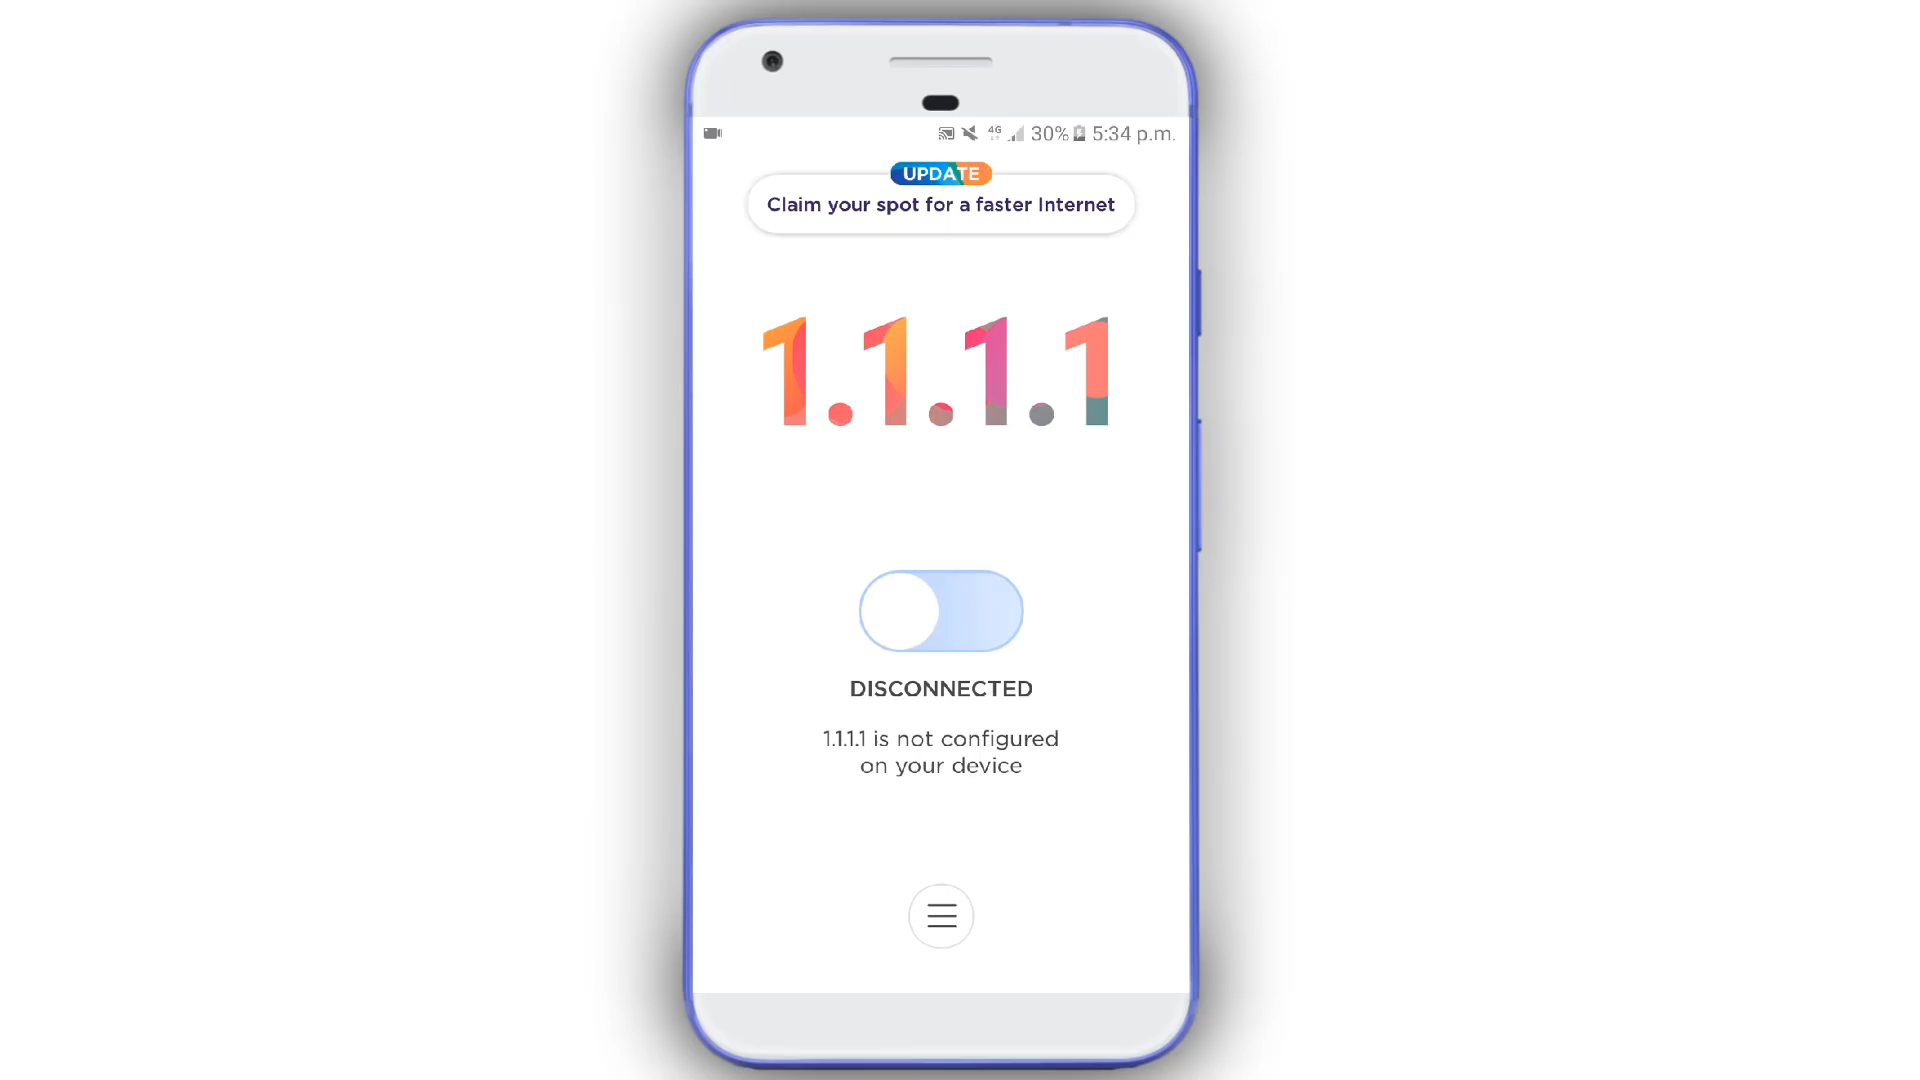 4G 30% 5:34 p.m.
UPDATE
Claim your spot for a faster Internet
1.1.1.1
DISCONNECTED
1.1.1.1 is not configured
on your device